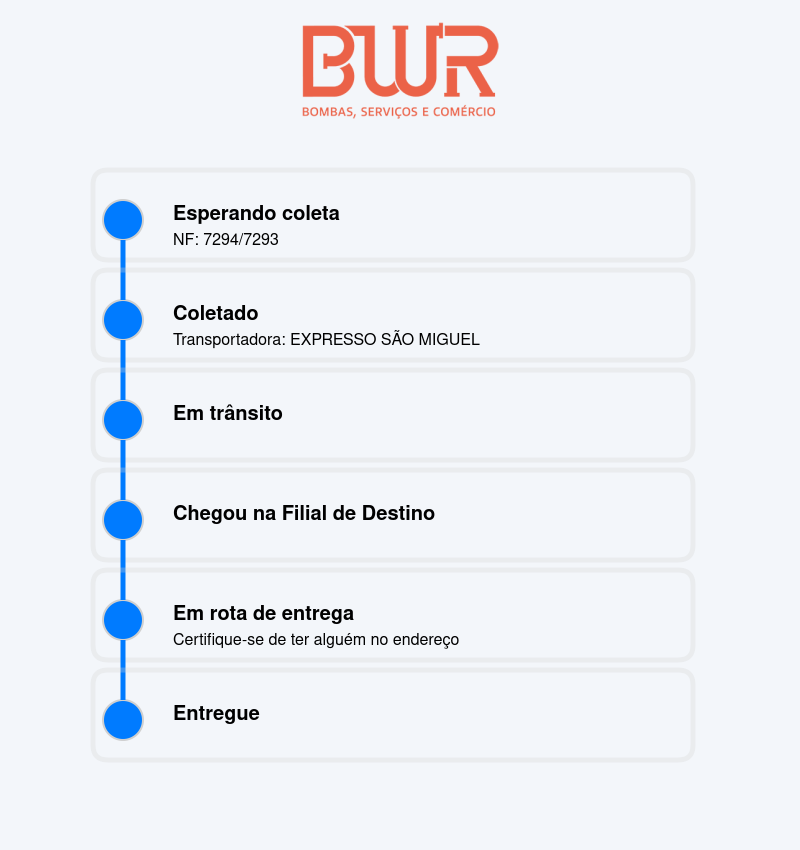 BWR
BOMBAS, SERVIÇOS E COMÉRCIO
Esperando coleta
NF: 7294/7293
Coletado
Transportadora: EXPRESSO SÃO MIGUEL
Em trânsito
Chegou na Filial de Destino
Em rota de entrega
Certifique-se de ter alguém no endereço
Entregue